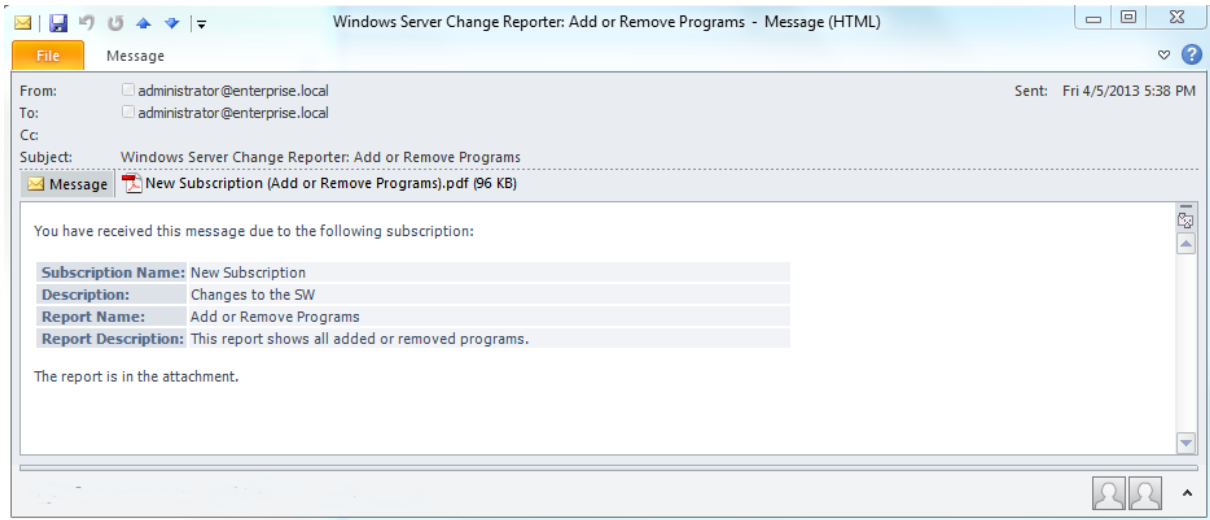 Windows Server Change Reporter: Add or Remove Programs - Message (HTML)
File Message
From: administrator@enterprise.local Sent: Fri 4/5/2013 5:38 PM
To: administrator@enterprise.local
Cc:
Subject: Windows Server Change Reporter: Add or Remove Programs
Message New Subscription (Add or Remove Programs).pdf (96 KB)
You have received this message due to the following subscription:
Subscription Name: New Subscription
Description: Changes to the SW
Report Name: Add or Remove Programs
Report Description: This report shows all added or removed programs.
The report is in the attachment.